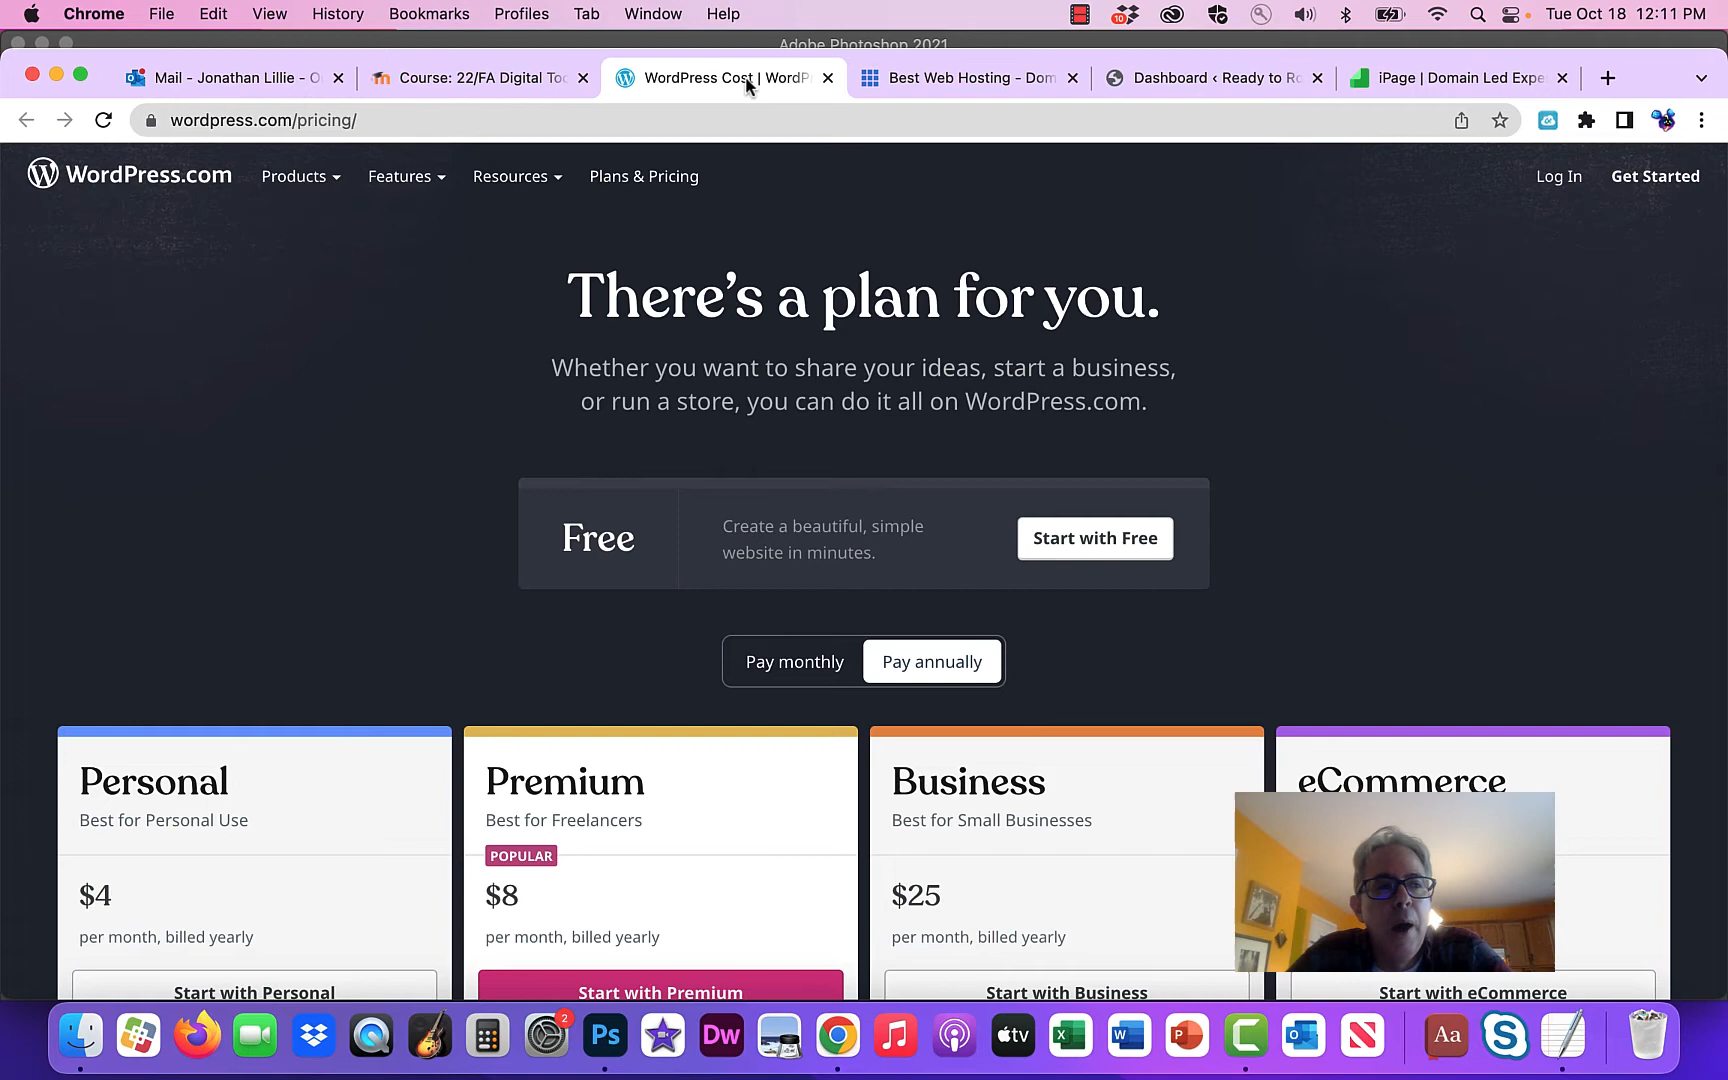 Chrome File Edit View History Bookmarks Profiles Tab Window Help 10 Tue Oct 18 12:11 PM
Adobe Photoshop 2021
Mail - Jonathan Lillie - O Course: 22/FA Digital Too WordPress Cost | WordP Best Web Hosting - Dom Dashboard ‹ Ready to Ro iPage | Domain Led Expe
wordpress.com/pricing/
WordPress.com Products Features Resources Plans & Pricing Log In Get Started
There's a plan for you.
Whether you want to share your ideas, start a business,
or run a store, you can do it all on WordPress.com.
Free
Create a beautiful, simple
website in minutes.
Start with Free
Pay monthly Pay annually
Personal Premium Business eCommerce
Best for Personal Use Best for Freelancers Best for Small Businesses
POPULAR
$4 $8 $25
per month, billed yearly per month, billed yearly per month, billed yearly
Start with Personal Start with Premium Start with Business Start with eCommerce
2 Ps Dw tv Aa